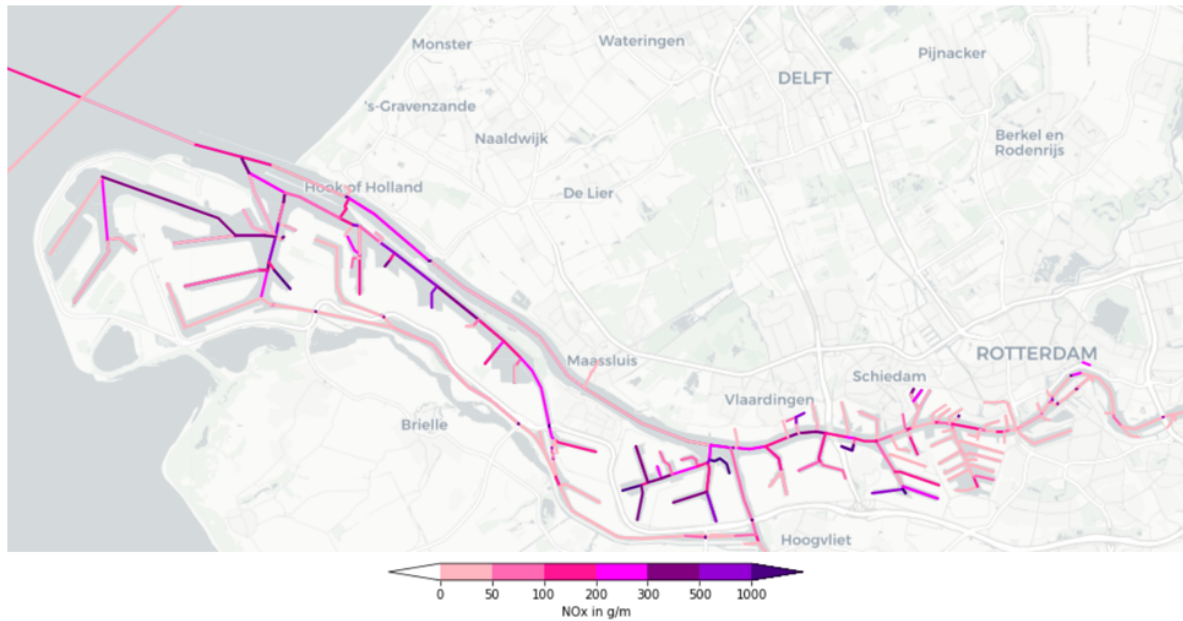 Monster
Wateringen
Pijnacker
DELFT
's-Gravenzande
Naaldwijk
Berkel en
Rodenrijs
Hook of Holland
De Lier
ROTTERDAM
Maassluis
Schiedam
Vlaardingen
Brielle
Hoogvliet
0 50 100 200 300 500 1000
NOx in g/m